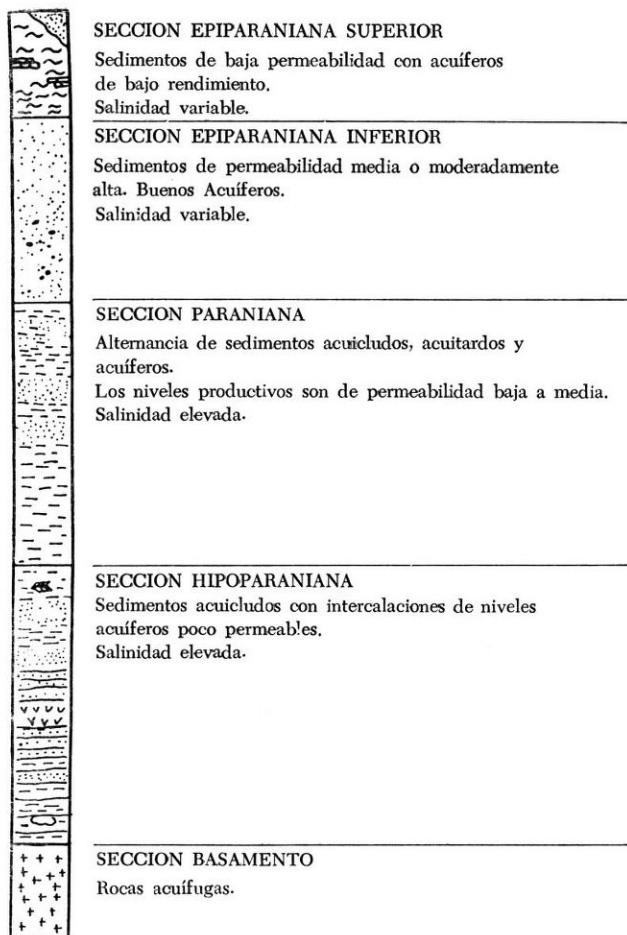 SECCION EPIPARANIANA SUPERIOR
Sedimentos de baja permeabilidad con acuíferos
de bajo rendimiento.
Salinidad variable.
SECCION EPIPARANIANA INFERIOR
Sedimentos de permeabilidad media o moderadamente
alta. Buenos Acuíferos.
Salinidad variable.
SECCION PARANIANA
Alternancia de sedimentos acuicludos, acuitardos y
acuíferos.
Los niveles productivos son de permeabilidad baja a media.
Salinidad elevada.
SECCION HIPOPARANIANA
Sedimentos acuicludos con intercalaciones de niveles
acuíferos poco permeab!es.
Salinidad elevada.
SECCION BASAMENTO
Rocas acuífugas.